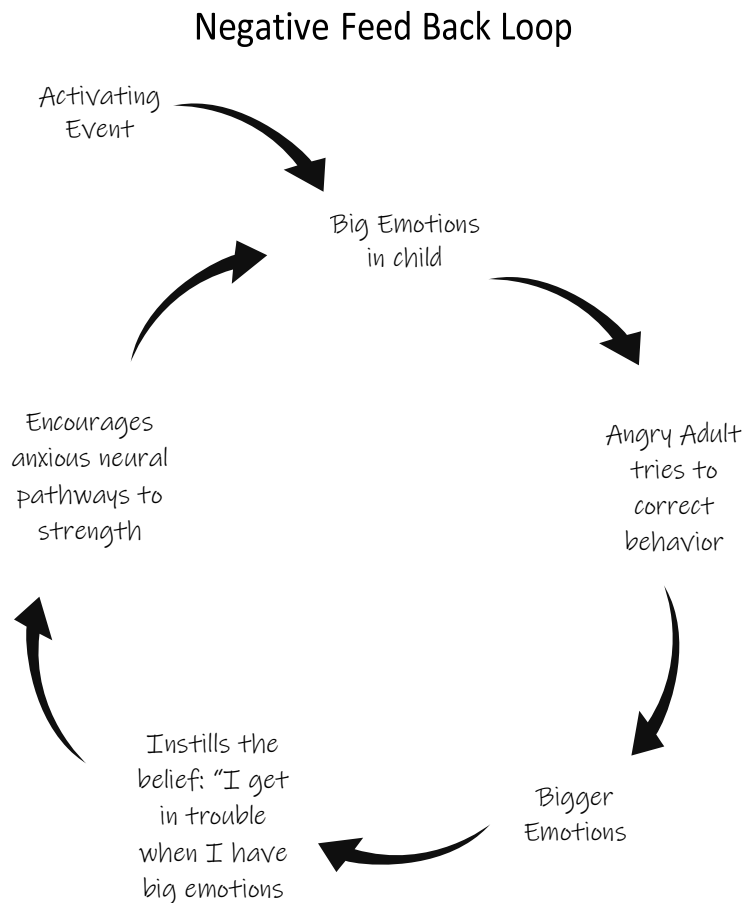 Negative Feed Back Loop
Activating
Event
Big Emotions
in child
Angry Adult
tries to
correct
behavior
Bigger
Emotions
Instills the
belief: “I get
in trouble
when I have
big emotions
Encourages
anxious neural
pathways to
strength